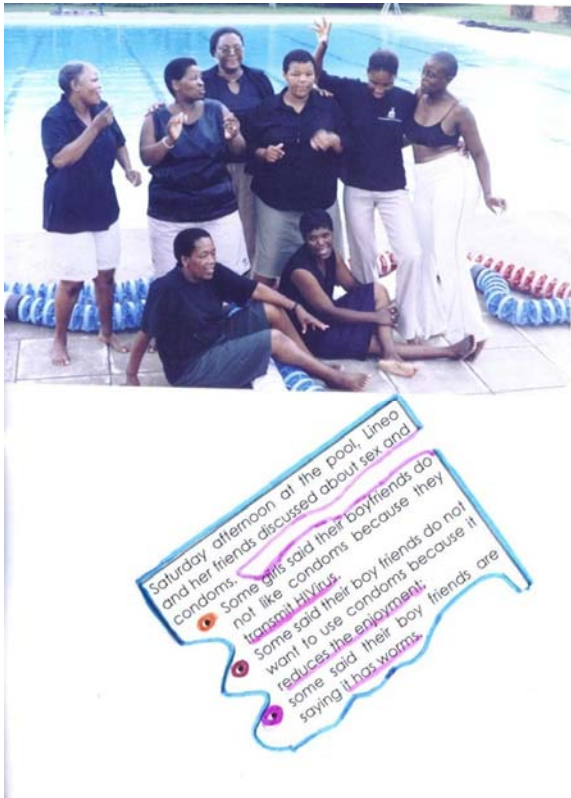 Saturday afternoon at the pool, Lineo
and her friends discussed about sex and
condoms.
Some girls said their boyfriends do
not like condoms because they
transmit HIVirus.
Some said their boy friends do not
want to use condoms because it
reduces the enjoyment;
some said their boy friends are
saying it has worms.